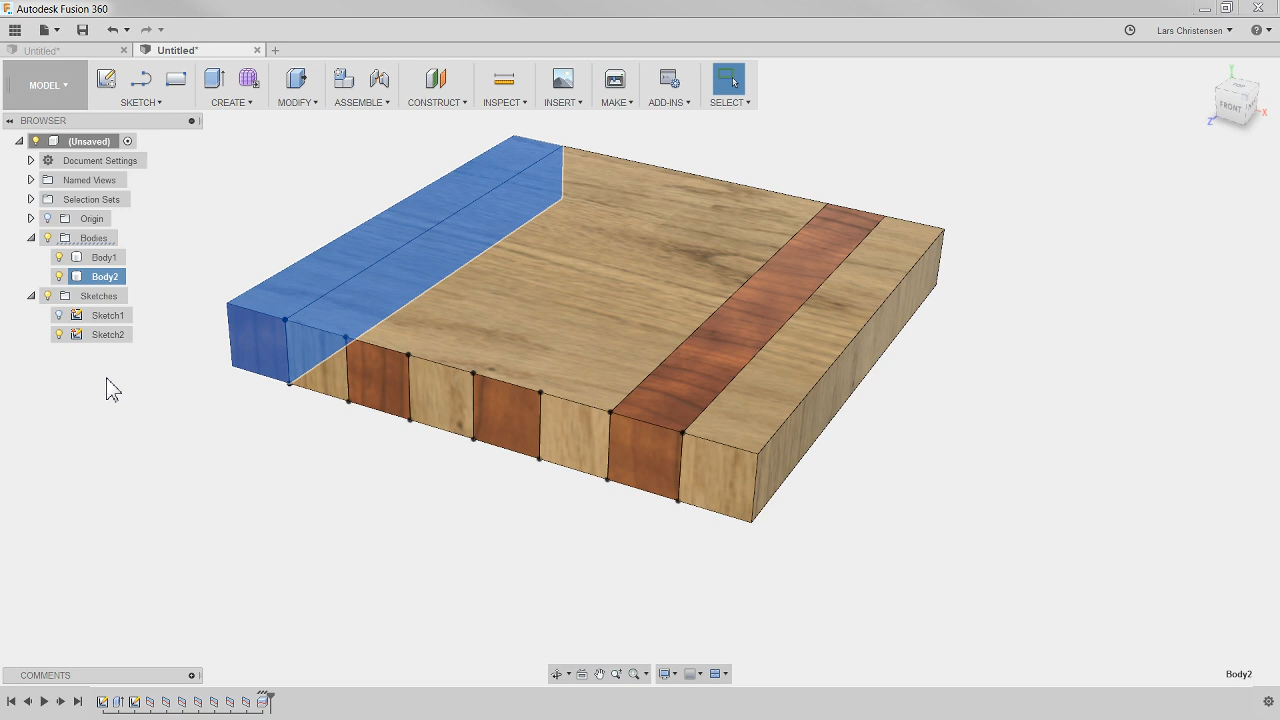 Autodesk Fusion 360
Lars Christensen
Untitled*
Untitled*
MODEL
SKETCH
CREATE
MODIFY
ASSEMBLE
CONSTRUCT
INSPECT
INSERT
MAKE
ADD-INS
SELECT
BROWSER
(Unsaved)
Document Settings
Named Views
Selection Sets
Origin
Bodies
Body1
Body2
Sketches
Sketch1
Sketch2
Y
TOP
FRONT
X
Z
COMMENTS
Body2